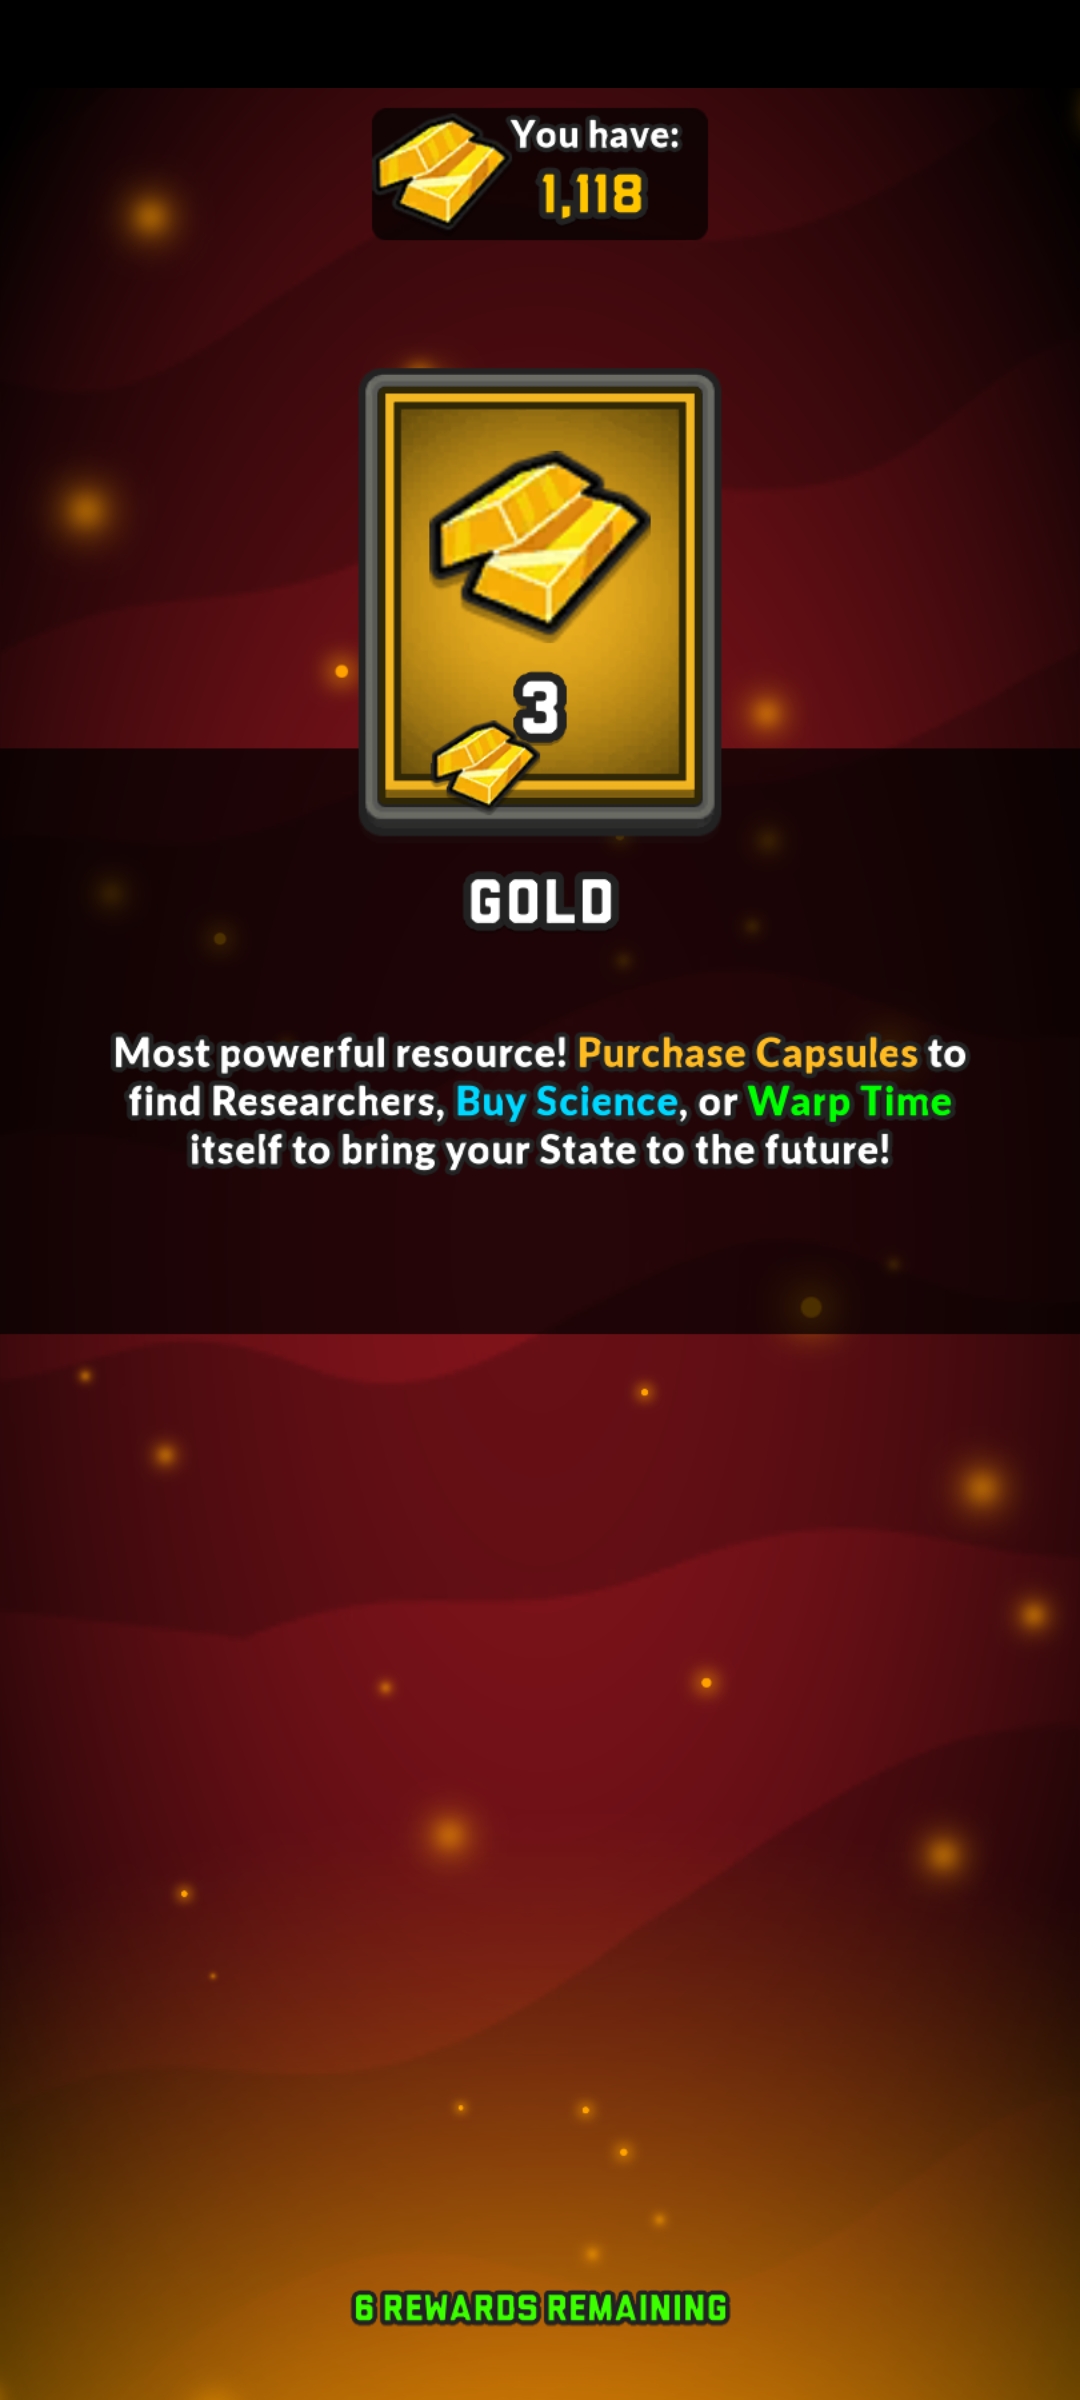 You have:
1,118
3
GOLD
Most powerful resource! Purchase Capsules to
find Researchers, Buy Science, or Warp Time
itself to bring your State to the future!
6 REWARDS REMAINING